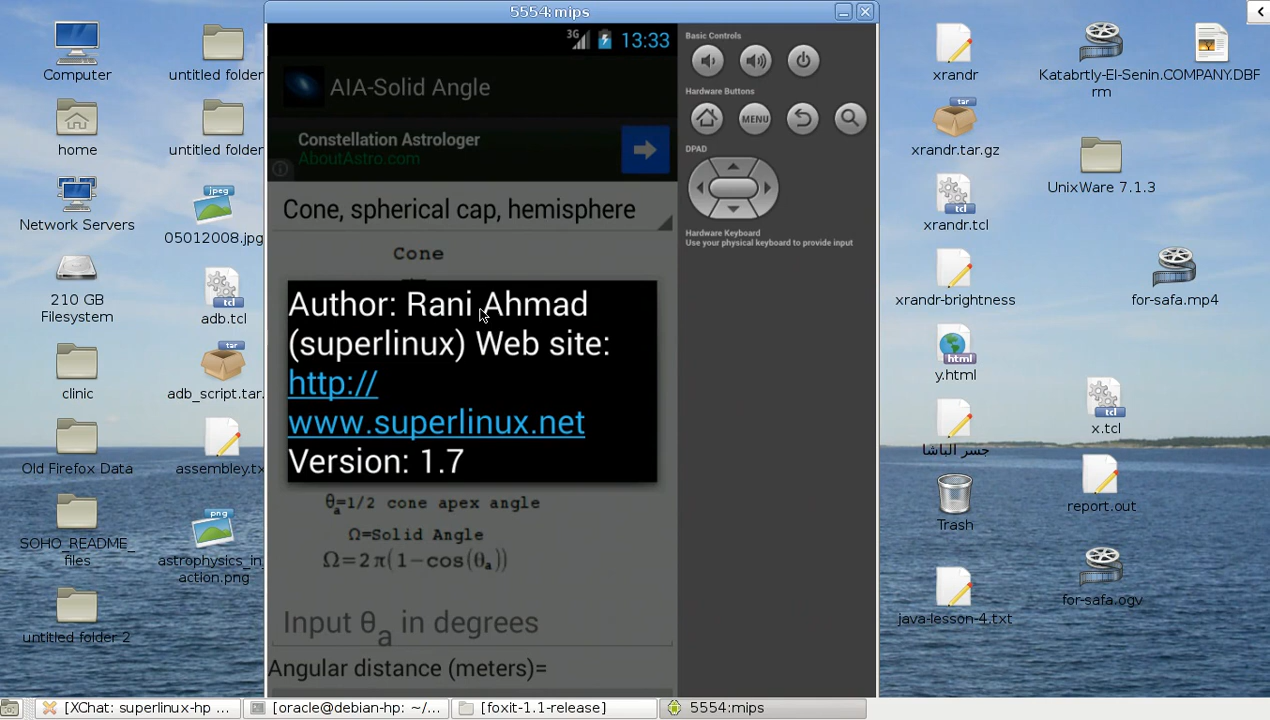 5554:mips
Computer
home
Network Servers
210 GB
Filesystem
clinic
Old Firefox Data
SOHO_README_
files
untitled folder 2
untitled folder
untitled folder
jpeg
05012008.jpg
tcl
adb.tcl
tar
adb_script.tar.
assembley.tx
png
astrophysics_in_
action.png
3G
13:33
AIA-Solid Angle
Constellation Astrologer
AboutAstro.com
Cone, spherical cap, hemisphere
Cone
Author: Rani Ahmad
(superlinux) Web site:
http://
www.superlinux.net
Version: 1.7
θa=1/2 cone apex angle
Ω=Solid Angle
Ω=2π(1−cos(θa))
Input θa in degrees
Angular distance (meters)=
Basic Controls
Hardware Buttons
MENU
DPAD
Hardware Keyboard
Use your physical keyboard to provide input
xrandr
tar
xrandr.tar.gz
tcl
xrandr.tcl
xrandr-brightness
html
y.html
جسر الباشا
Trash
java-lesson-4.txt
Katabrtly-El-Senin.COMPANY.DBF
rm
UnixWare 7.1.3
for-safa.mp4
tcl
x.tcl
report.out
for-safa.ogv
[XChat: superlinux-hp ...
[oracle@debian-hp: ~/...
[foxit-1.1-release]
5554:mips